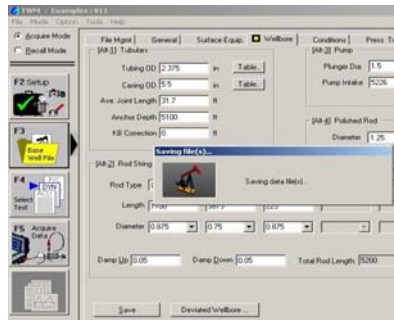 TWM - Examples: V11
File Mode Option Tools Help
Acquire Mode
Recall Mode
File Mgmt General Surface Equip. Wellbore Conditions Press. T
[Alt-1] Tubulars
Tubing OD 2.375 in Table..
Casing OD 5.5 in Table..
Ave. Joint Length 31.7 ft
Anchor Depth 5100 ft
KB Correction 0 ft
[Alt-3] Pump
Plunger Dia. 1.5
Pump Intake 5226
[Alt-4] Polished Rod
Diameter 1.25
F2 Setup
F3
Base
Well File
F4
DYN
Select
Test
F5 Acquire
Data
Saving file(s)...
Saving data file(s)...
[Alt-2] Rod String
Rod Type
Length
Diameter 0.875 0.75 0.875
Damp Up 0.05 Damp Down 0.05 Total Rod Length 5200
Save Deviated Wellbore ...